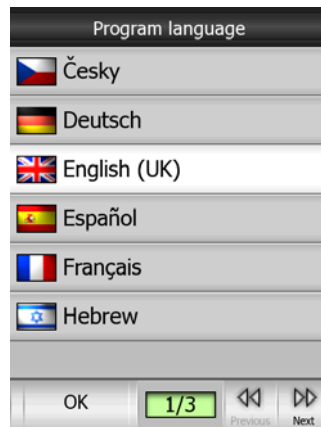 Program language
Česky
Deutsch
English (UK)
Español
Français
Hebrew
OK
1/3
Previous
Next